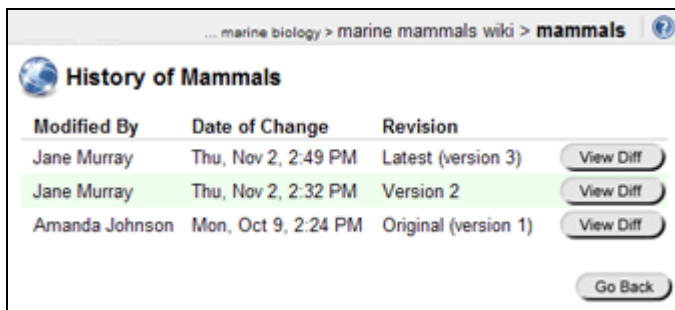 ... marine biology > marine mammals wiki > mammals ?
History of Mammals
Modified By Date of Change Revision
Jane Murray Thu, Nov 2, 2:49 PM Latest (version 3) View Diff
Jane Murray Thu, Nov 2, 2:32 PM Version 2 View Diff
Amanda Johnson Mon, Oct 9, 2:24 PM Original (version 1) View Diff
Go Back